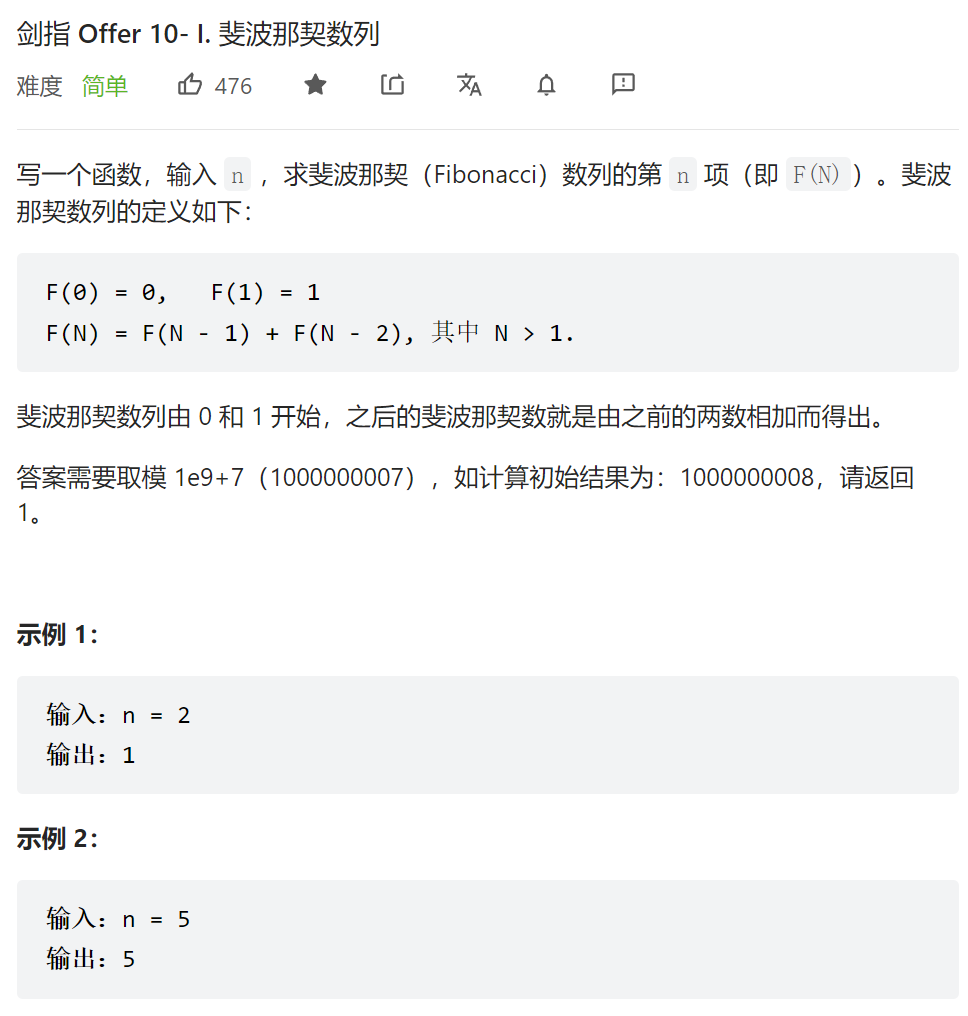 剑指 Offer 10- I. 斐波那契数列
难度 简单 476
写一个函数，输入 n ，求斐波那契（Fibonacci）数列的第 n 项（即 F(N)）。斐波
那契数列的定义如下：
F(0) = 0,   F(1) = 1
F(N) = F(N - 1) + F(N - 2), 其中 N > 1.
斐波那契数列由 0 和 1 开始，之后的斐波那契数就是由之前的两数相加而得出。
答案需要取模 1e9+7（1000000007），如计算初始结果为：1000000008，请返回
1。
示例 1：
输入：n = 2
输出：1
示例 2：
输入：n = 5
输出：5